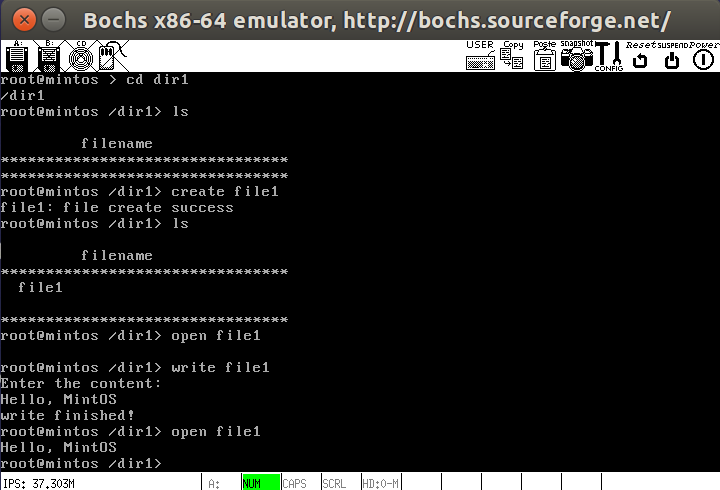 Bochs x86-64 emulator, http://bochs.sourceforge.net/
A: B: CD USER Copy Paste snapshot CONFIG Reset SUSPEND Power
root@mintos > cd dir1
/dir1
root@mintos /dir1> ls
filename
********************************
********************************
root@mintos /dir1> create file1
file1: file create success
root@mintos /dir1> ls
filename
********************************
file1
********************************
root@mintos /dir1> open file1
root@mintos /dir1> write file1
Enter the content:
Hello, MintOS
write finished!
root@mintos /dir1> open file1
Hello, MintOS
root@mintos /dir1>
IPS: 37.303M A: NUM CAPS SCRL HD:0-M